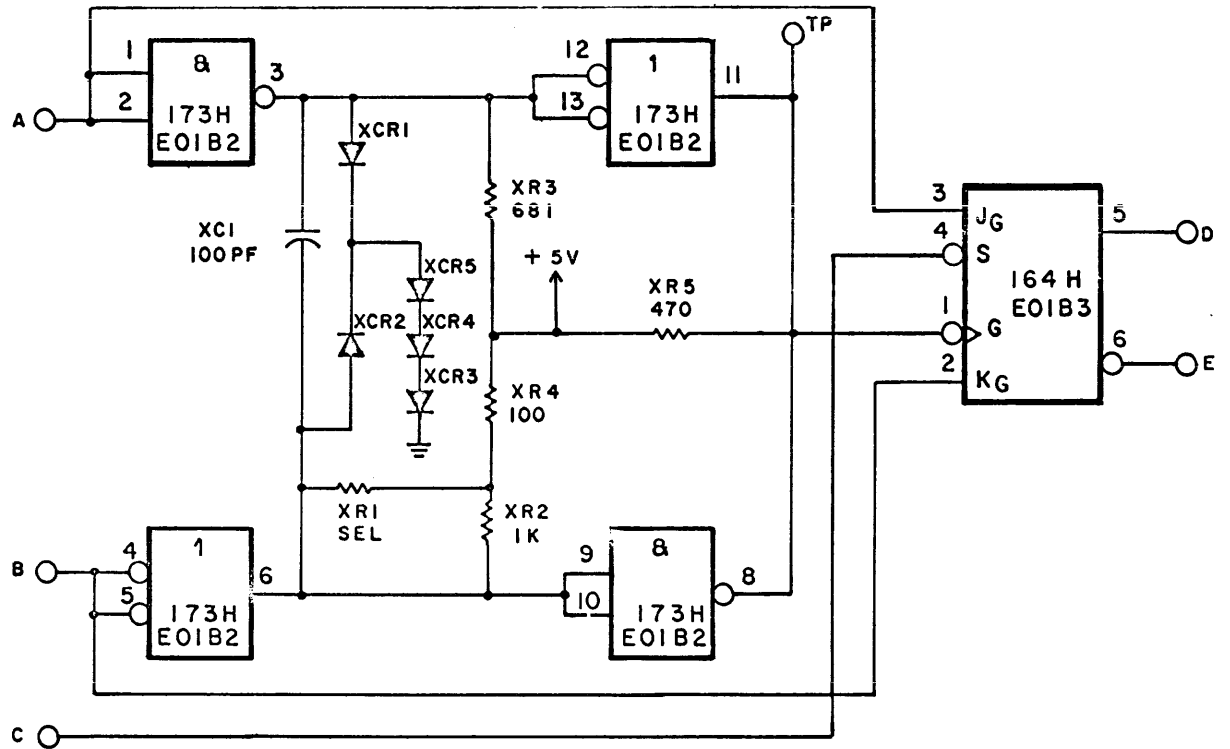 TP
1
&
3
12
1
11
2
13
A
173H
E01B2
173H
E01B2
XCR1
XR3
681
3
JG
5
D
XC1
100PF
4
S
+ 5V
XCR5
XR5
470
164H
E01B3
XCR2
XCR4
1
G
XCR3
2
KG
6
E
XR4
100
XR1
SEL
XR2
1K
B
4
1
6
9
&
8
5
10
173H
E01B2
173H
E01B2
C